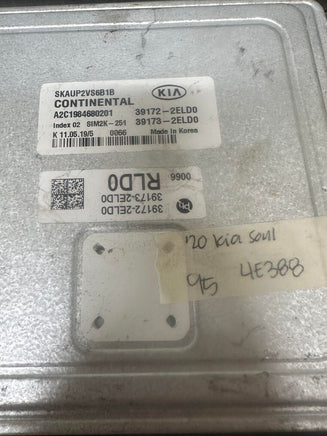 SKAUP2VS6B1B
KIA
CONTINENTAL
A2C1984680201 39172-2ELD0
Index 02 SIM2K-251 39173-2ELD0
K 11.05.19/5 0066 Made in Korea
39172-2ELD0
39173-2ELD0
RLD0
0066
'20 Kia Soul
95 4E388